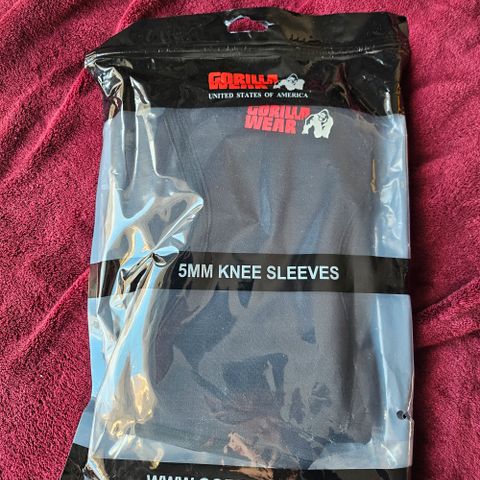 GORILLA
WEAR
UNITED STATES OF AMERICA
GORILLA
WEAR
5MM KNEE SLEEVES